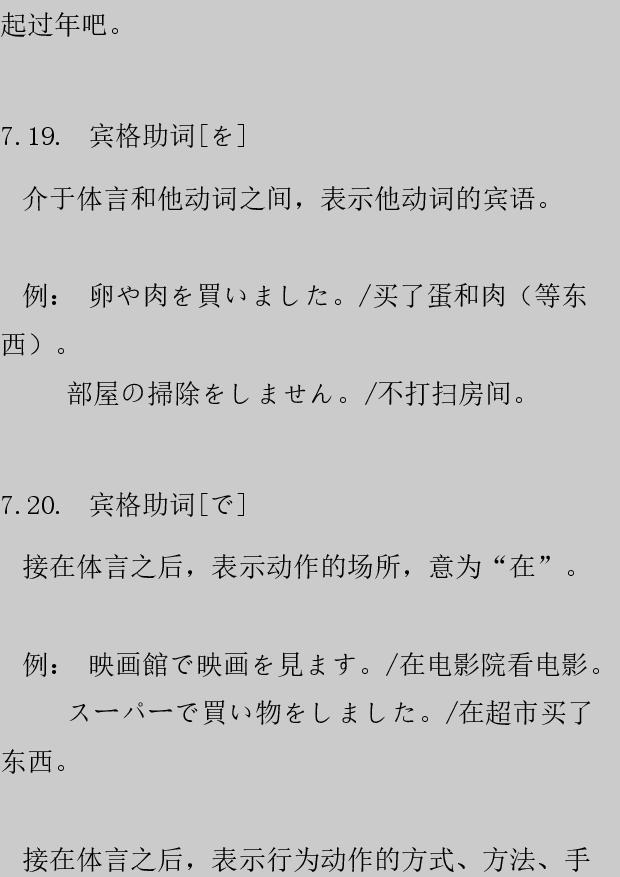 起过年吧。
7.19. 宾格助词[を]
介于体言和他动词之间，表示他动词的宾语。
例： 卵や肉を買いました。/买了蛋和肉（等东
西）。
部屋の掃除をしません。/不打扫房间。
7.20. 宾格助词[で]
接在体言之后，表示动作的场所，意为“在”。
例： 映画館で映画を見ます。/在电影院看电影。
スーパーで買い物をしました。/在超市买了
东西。
接在体言之后，表示行为动作的方式、方法、手